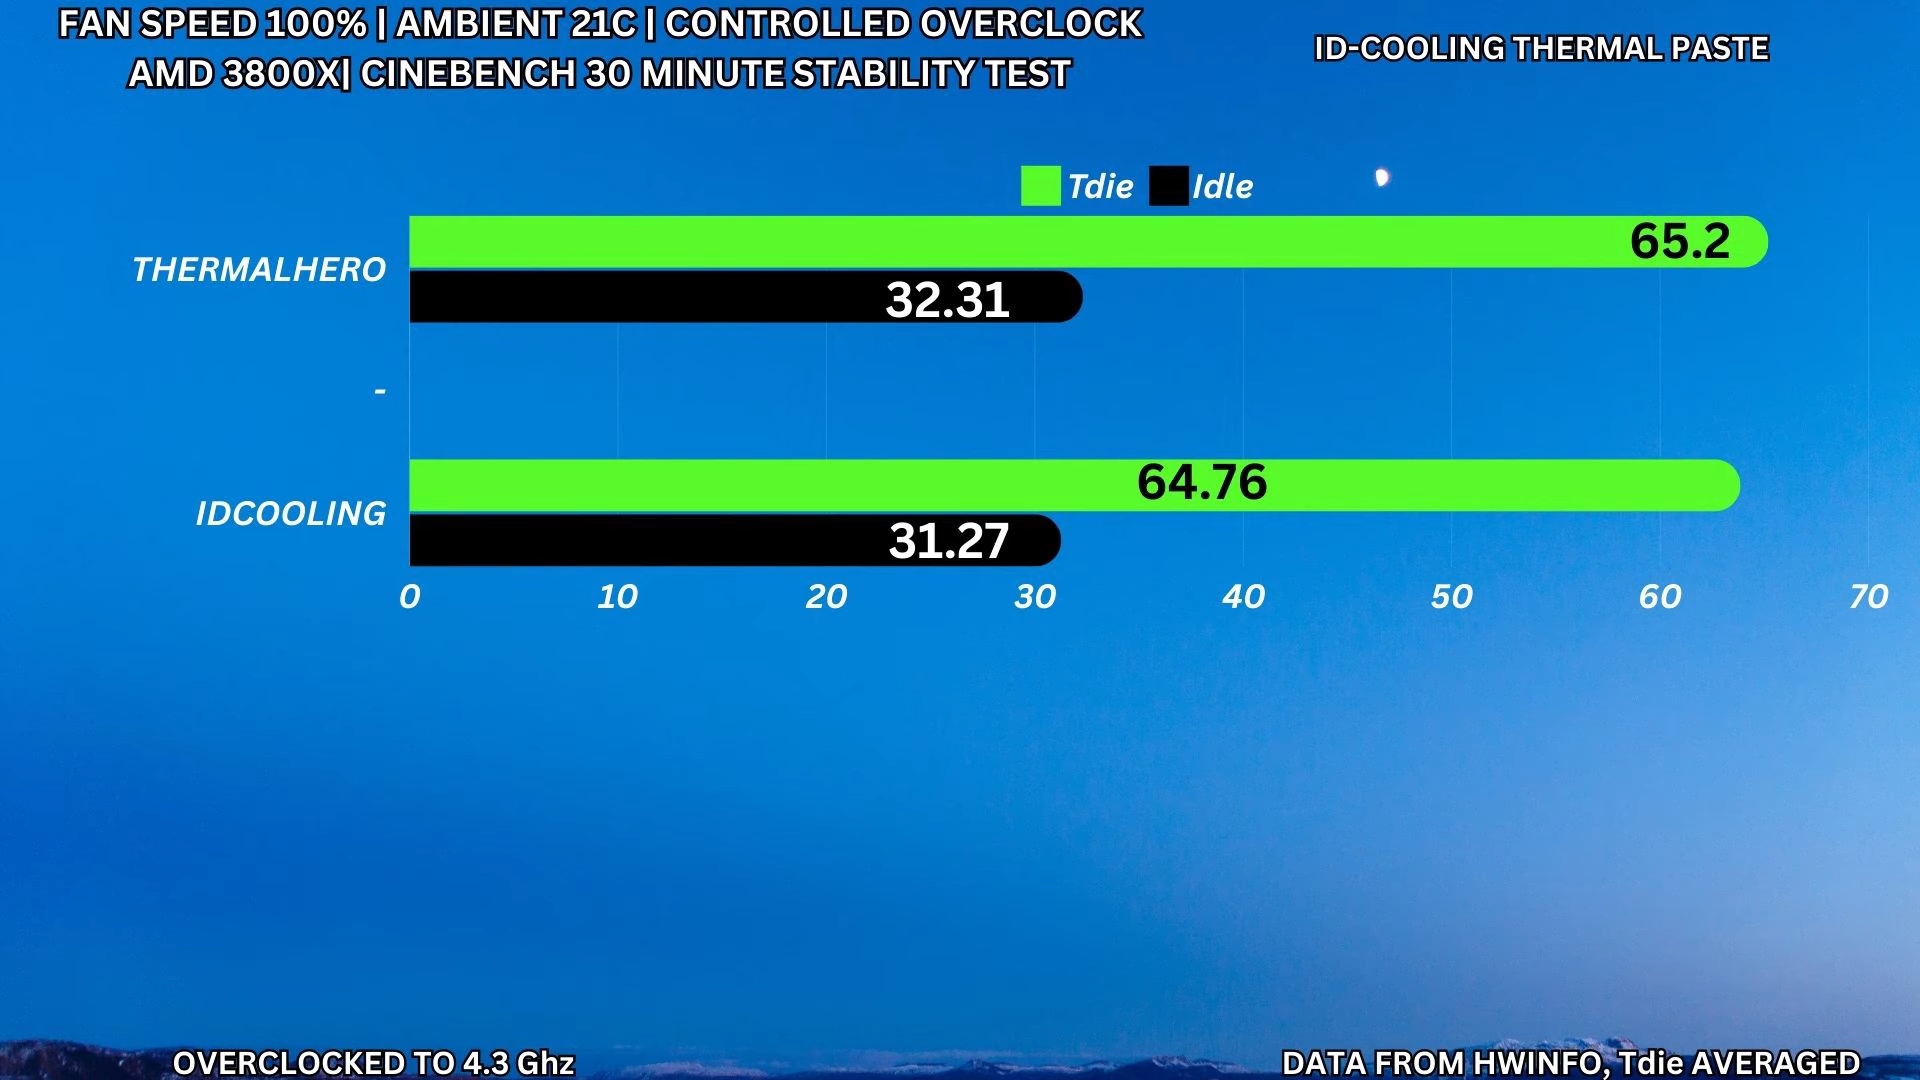 FAN SPEED 100% | AMBIENT 21C | CONTROLLED OVERCLOCK
AMD 3800X| CINEBENCH 30 MINUTE STABILITY TEST
ID-COOLING THERMAL PASTE
Tdie Idle
THERMALHERO
65.2
32.31
-
IDCOOLING
64.76
31.27
0 10 20 30 40 50 60 70
OVERCLOCKED TO 4.3 Ghz
DATA FROM HWINFO, Tdie AVERAGED